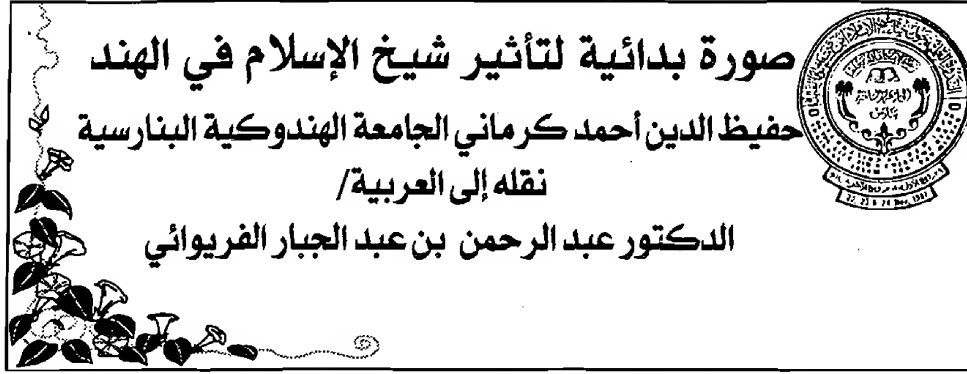 صورة بدائية لتأثير شيخ الإسلام في الهند
حفيظ الدين أحمد كرماني الجامعة الهندوكية البنارسية
نقله إلى العربية/
الدكتور عبد الرحمن بن عبد الجبار الفريوائي